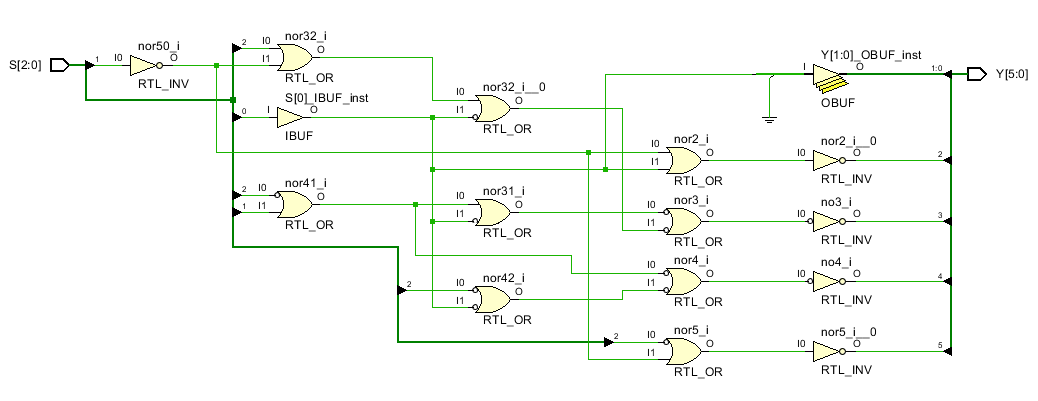 S[2:0]
1
I0
nor50_i
O
RTL_INV
2
I0
I1
nor32_i
O
RTL_OR
0
I
S[0]_IBUF_inst
O
IBUF
2
1
I0
I1
nor41_i
O
RTL_OR
I0
I1
nor32_i__0
O
RTL_OR
I0
I1
nor31_i
O
RTL_OR
2
I0
I1
nor42_i
O
RTL_OR
I0
I1
nor2_i
O
RTL_OR
I0
I1
nor3_i
O
RTL_OR
I0
I1
nor4_i
O
RTL_OR
2
I0
I1
nor5_i
O
RTL_OR
I
Y[1:0]_OBUF_inst
O
OBUF
1:0
Y[5:0]
I0
nor2_i__0
O
RTL_INV
2
I0
no3_i
O
RTL_INV
3
I0
no4_i
O
RTL_INV
4
I0
nor5_i__0
O
RTL_INV
5